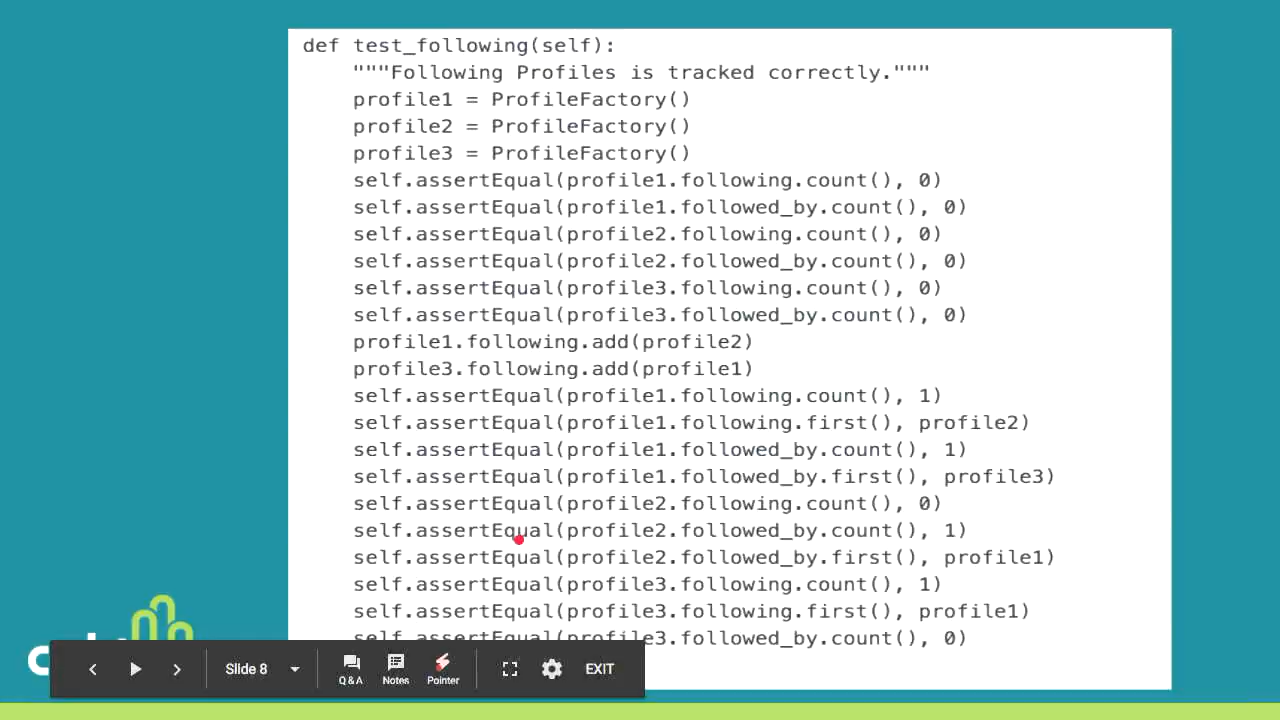 def test_following(self):
"""Following Profiles is tracked correctly."""
profile1 = ProfileFactory()
profile2 = ProfileFactory()
profile3 = ProfileFactory()
self.assertEqual(profile1.following.count(), 0)
self.assertEqual(profile1.followed_by.count(), 0)
self.assertEqual(profile2.following.count(), 0)
self.assertEqual(profile2.followed_by.count(), 0)
self.assertEqual(profile3.following.count(), 0)
self.assertEqual(profile3.followed_by.count(), 0)
profile1.following.add(profile2)
profile3.following.add(profile1)
self.assertEqual(profile1.following.count(), 1)
self.assertEqual(profile1.following.first(), profile2)
self.assertEqual(profile1.followed_by.count(), 1)
self.assertEqual(profile1.followed_by.first(), profile3)
self.assertEqual(profile2.following.count(), 0)
self.assertEqual(profile2.followed_by.count(), 1)
self.assertEqual(profile2.followed_by.first(), profile1)
self.assertEqual(profile3.following.count(), 1)
self.assertEqual(profile3.following.first(), profile1)
self.assertEqual(profile3.followed_by.count(), 0)
Slide 8
Q&A
Notes
Pointer
EXIT